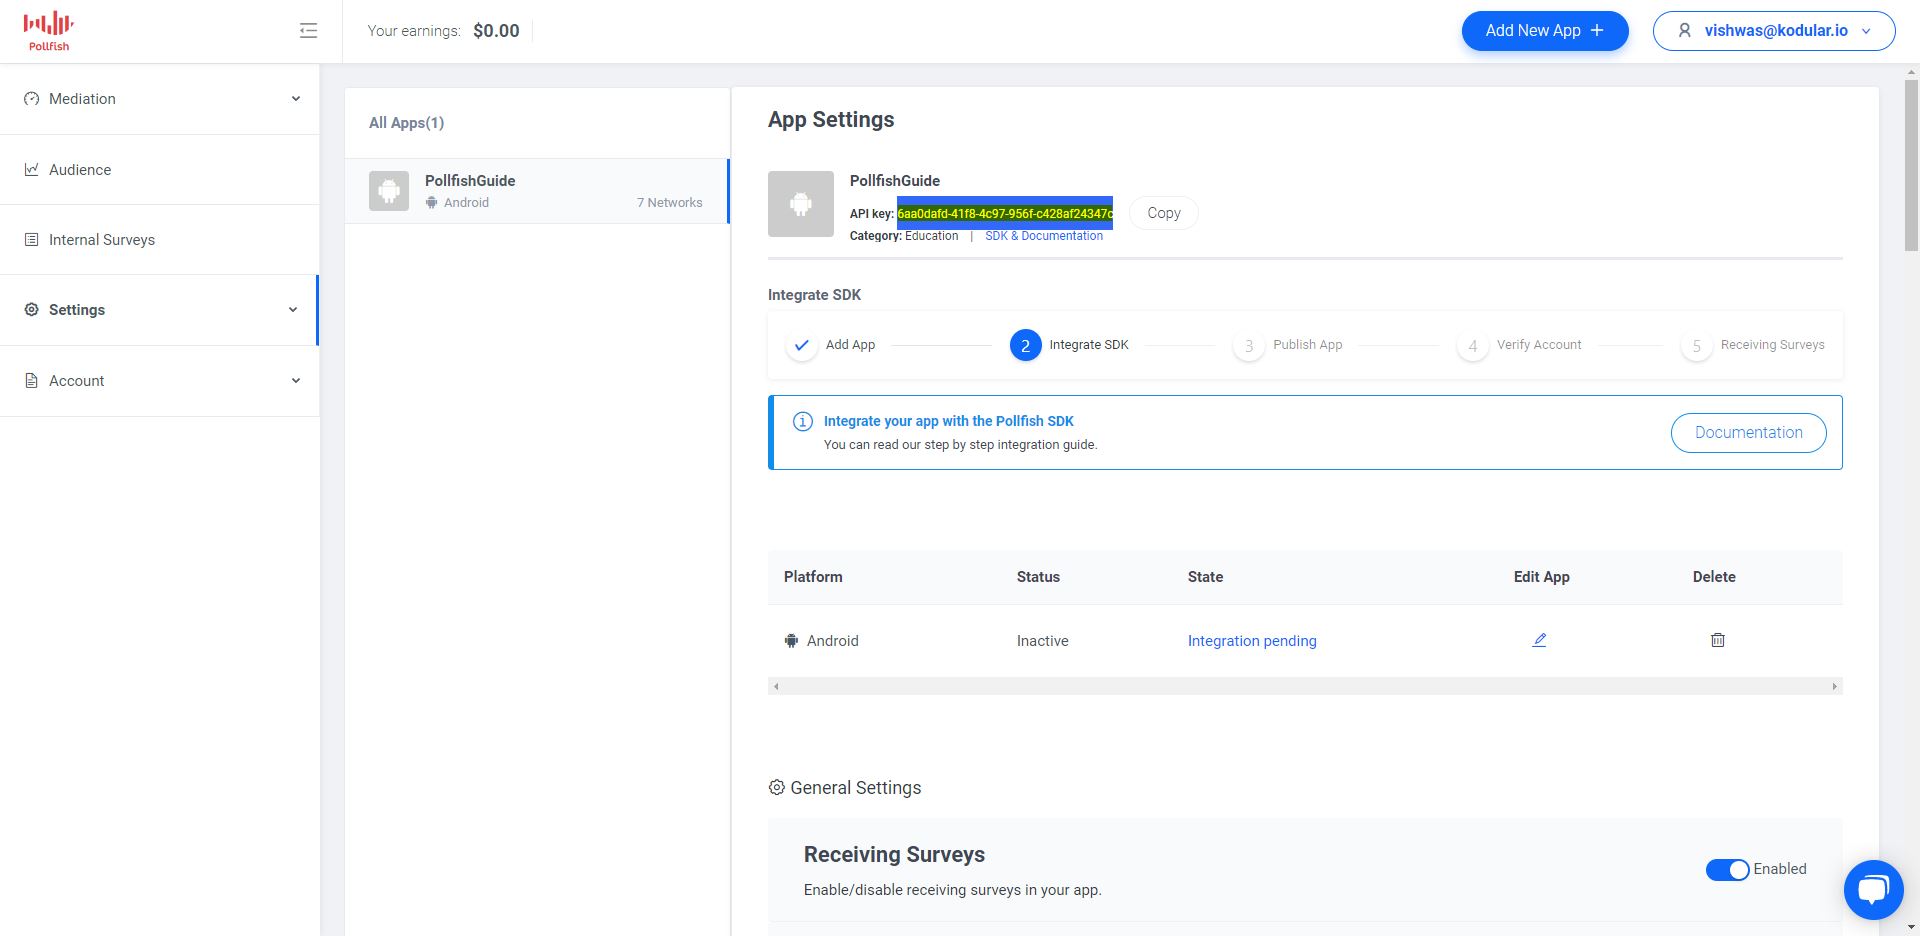 Pollfish
Your earnings: $0.00
Add New App
vishwas@kodular.io
Mediation
Audience
Internal Surveys
Settings
Account
All Apps(1)
PollfishGuide
Android
7 Networks
App Settings
PollfishGuide
API key: 6aa0dafd-41f8-4c97-956f-c428af24347c
Copy
Category: Education | SDK & Documentation
Integrate SDK
Add App
2 Integrate SDK
3 Publish App
4 Verify Account
5 Receiving Surveys
Integrate your app with the Pollfish SDK
You can read our step by step integration guide.
Documentation
Platform Status State Edit App Delete
Android Inactive Integration pending
General Settings
Receiving Surveys
Enable/disable receiving surveys in your app.
Enabled